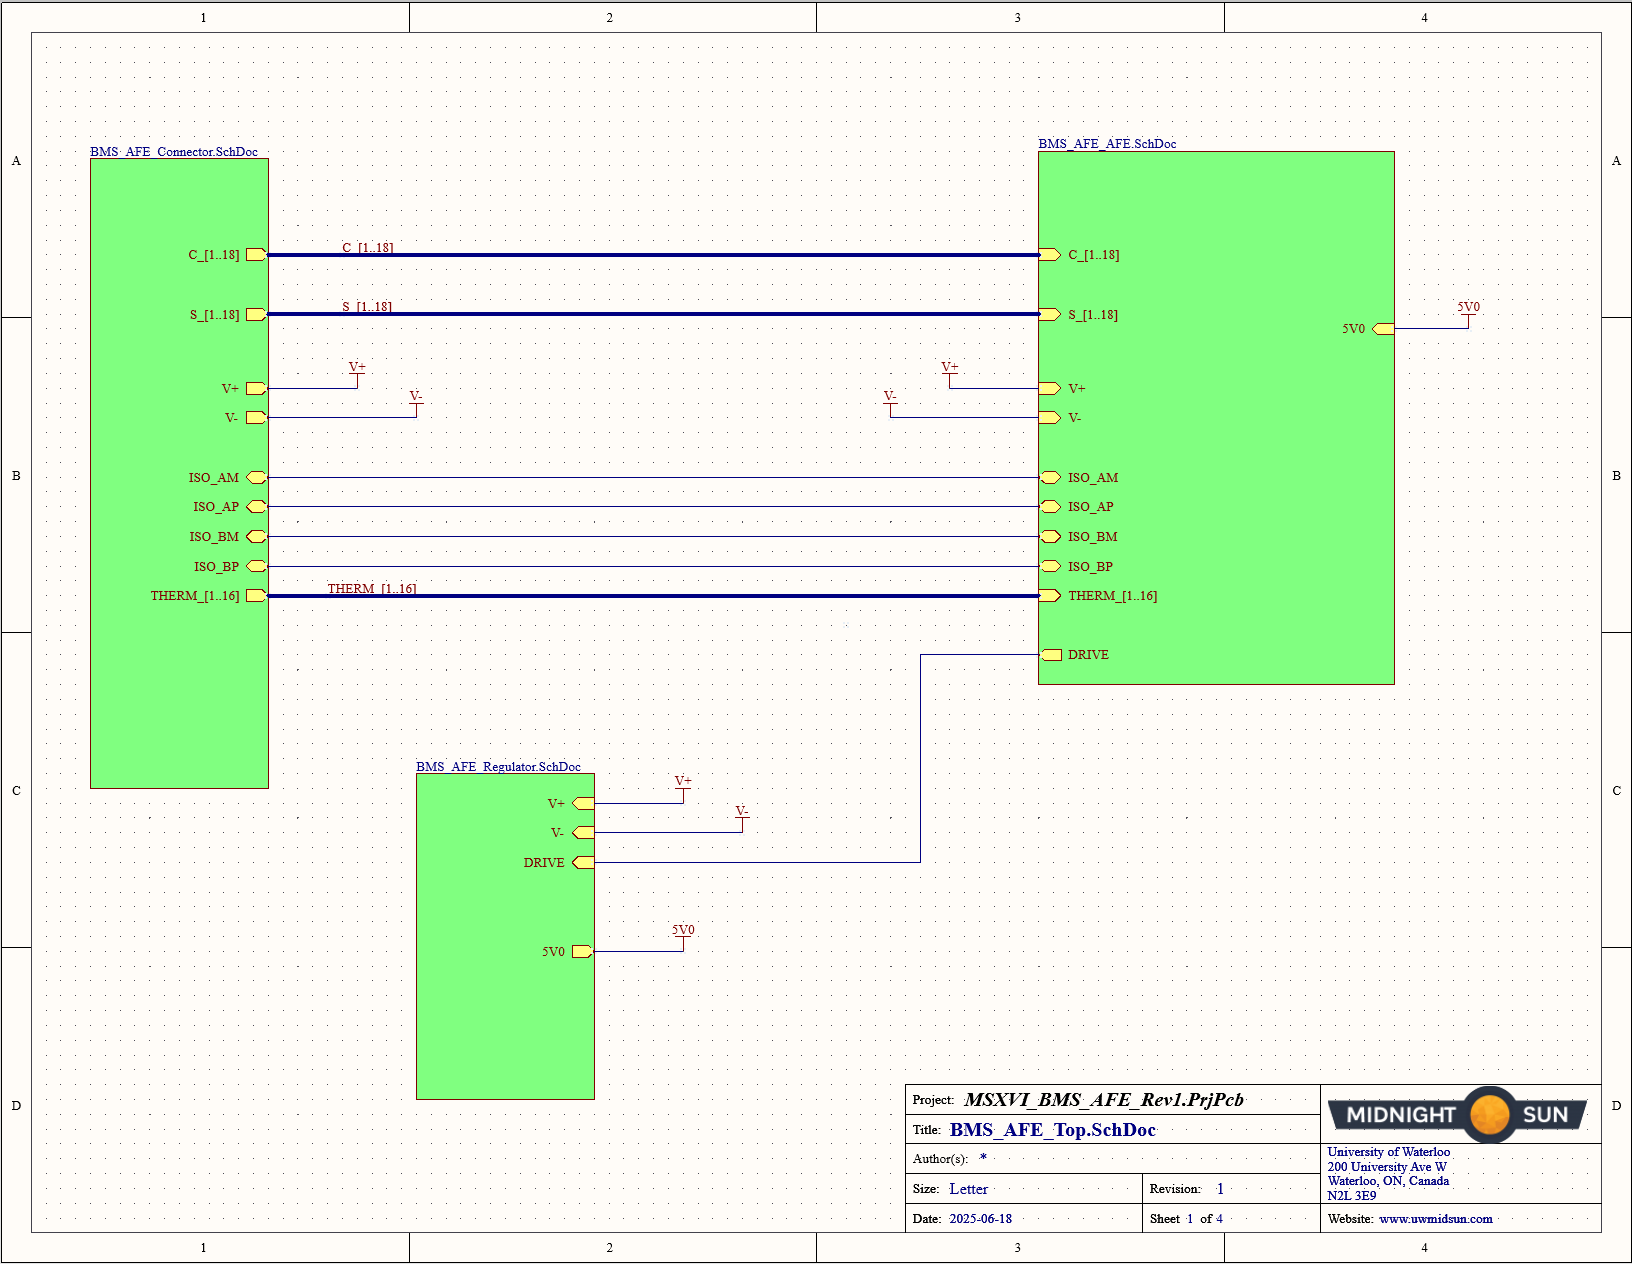 1 2 3 4
A A
BMS_AFE_Connector.SchDoc
BMS_AFE_AFE.SchDoc
C_[1..18] C_[1..18] C_[1..18]
S_[1..18] S_[1..18] S_[1..18]
5V0 5V0
V+ V+ V+ V+
V- V- V- V-
B B
ISO_AM ISO_AM
ISO_AP ISO_AP
ISO_BM ISO_BM
ISO_BP ISO_BP
THERM_[1..16] THERM_[1..16] THERM_[1..16]
DRIVE
C C
BMS_AFE_Regulator.SchDoc
V+ V+
V- V-
DRIVE
5V0 5V0
D D
Project: MSXVI_BMS_AFE_Rev1.PrjPcb
Title: BMS_AFE_Top.SchDoc
Author(s): *
Size: Letter Revision: 1
Date: 2025-06-18 Sheet 1 of 4
MIDNIGHT SUN
University of Waterloo
200 University Ave W
Waterloo, ON, Canada
N2L 3E9
Website: www.uwmidsun.com
1 2 3 4